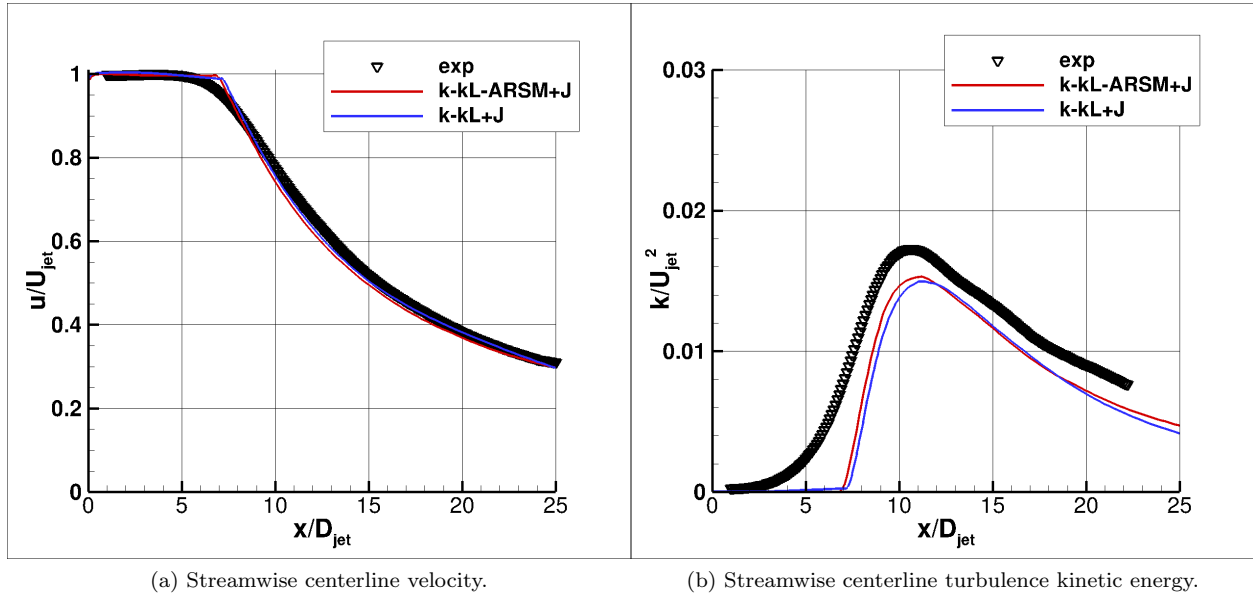 exp
k-kL-ARSM+J
k-kL+J
1
0.8
0.6
0.4
0.2
0
u/U_jet
0 5 10 15 20 25
x/D_jet
(a) Streamwise centerline velocity.
exp
k-kL-ARSM+J
k-kL+J
0.03
0.02
0.01
0
k/U_jet^2
0 5 10 15 20 25
x/D_jet
(b) Streamwise centerline turbulence kinetic energy.